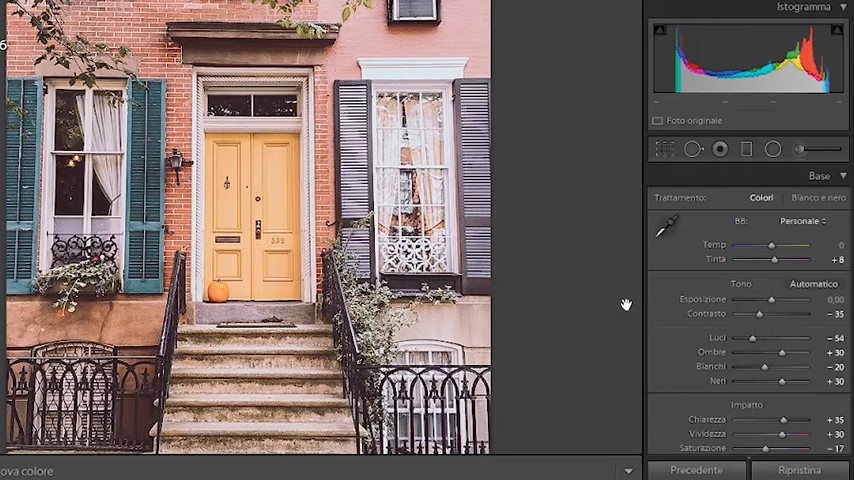 Istogramma
6
Foto originale
Base
Trattamento: Colori Bianco e nero
BB: Personale
Temp 0
Tinta + 8
Tono Automatico
Esposizione 0,00
Contrasto − 35
Luci − 54
Ombre + 30
Bianchi − 20
Neri + 30
Impatto
Chiarezza + 35
Vividezza + 30
Saturazione − 17
532
ova colore
Precedente Ripristina